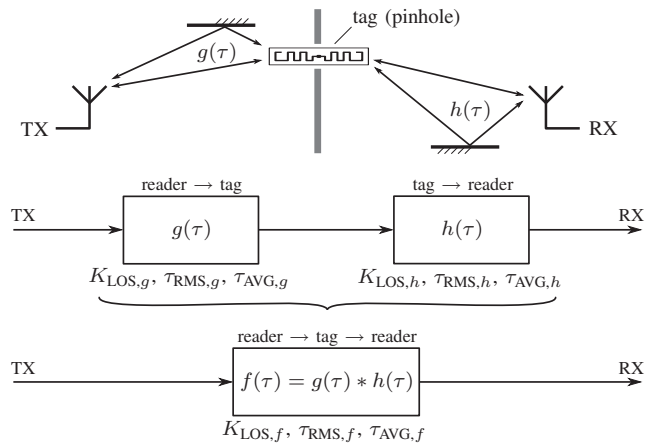 tag (pinhole)
g(τ)
TX
h(τ)
RX
reader → tag
tag → reader
TX
g(τ)
h(τ)
RX
K_LOS,g, τ_RMS,g, τ_AVG,g
K_LOS,h, τ_RMS,h, τ_AVG,h
reader → tag → reader
TX
f(τ) = g(τ) ∗ h(τ)
RX
K_LOS,f, τ_RMS,f, τ_AVG,f